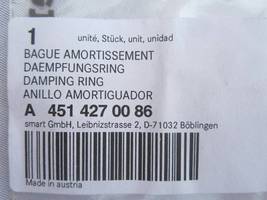 1 unité, Stück, unit, unidad
BAGUE AMORTISSEMENT
DAEMPFUNGSRING
DAMPING RING
ANILLO AMORTIGUADOR
A 451 427 00 86
smart GmbH, Leibnizstrasse 2, D-71032 Böblingen
Made in austria